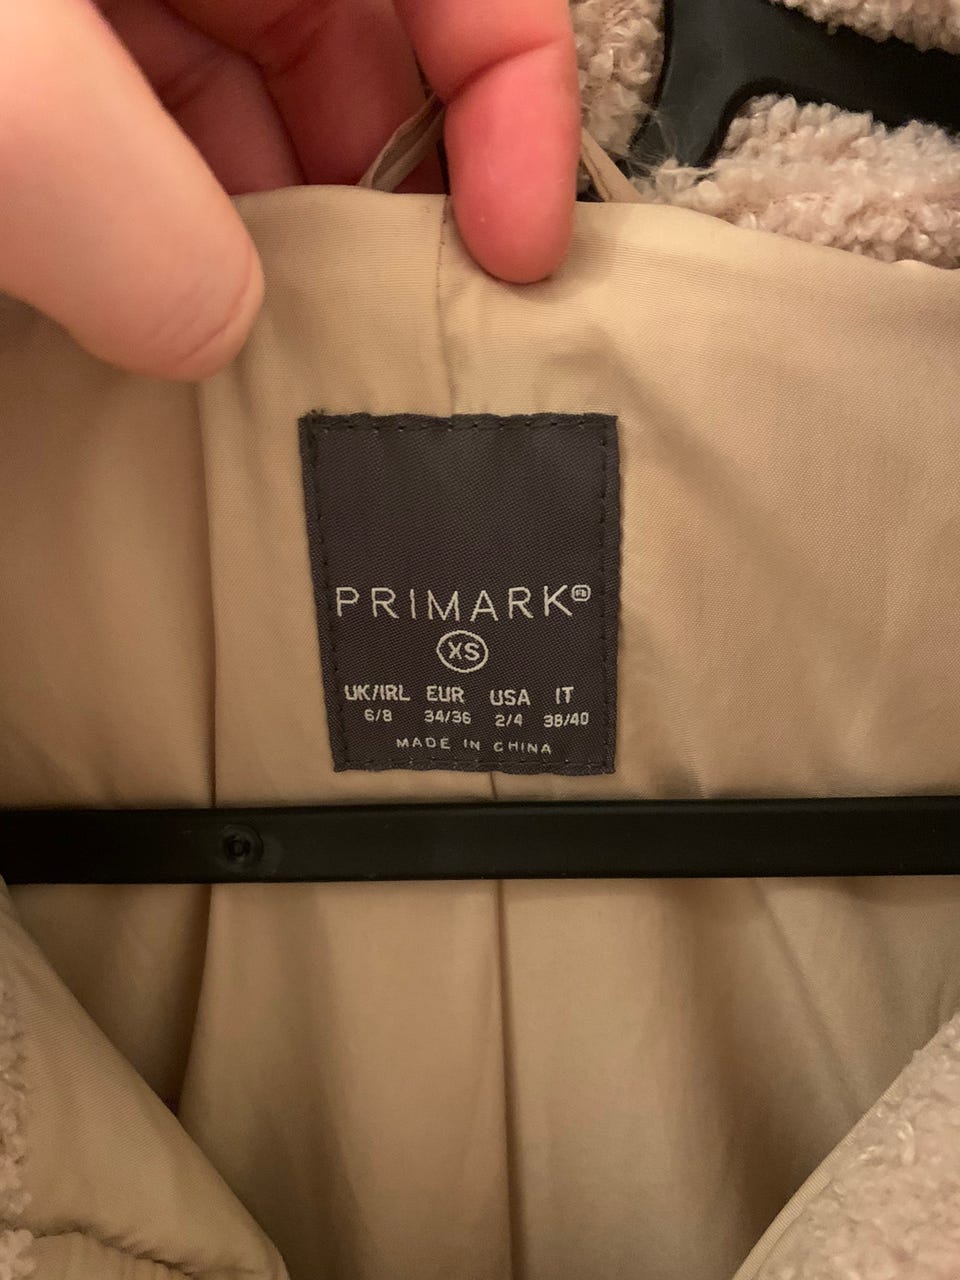 PRIMARK®
XS
UK/IRL EUR USA IT
6/8 34/36 2/4 38/40
MADE IN CHINA